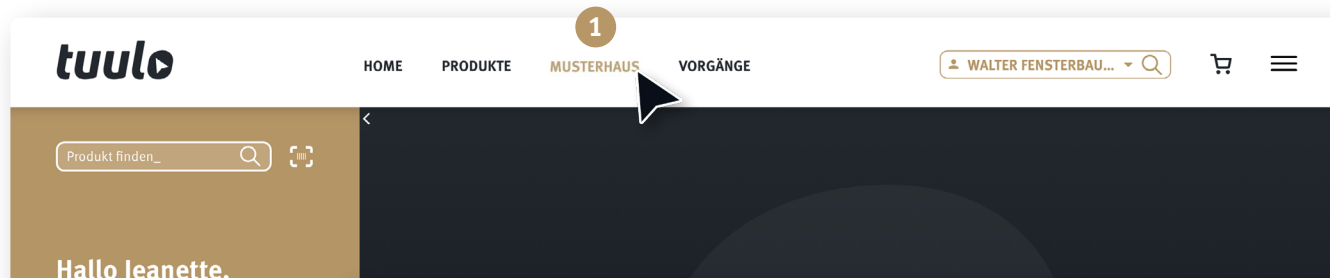 1
tuulo
HOME PRODUKTE MUSTERHAUS VORGÄNGE
WALTER FENSTERBAU...
Produkt finden_
Hallo Jeanette,